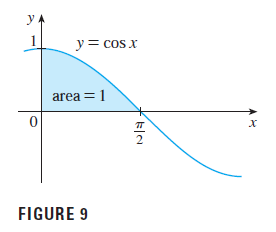 y
1
y = cos x
area = 1
0
π/2
x
FIGURE 9